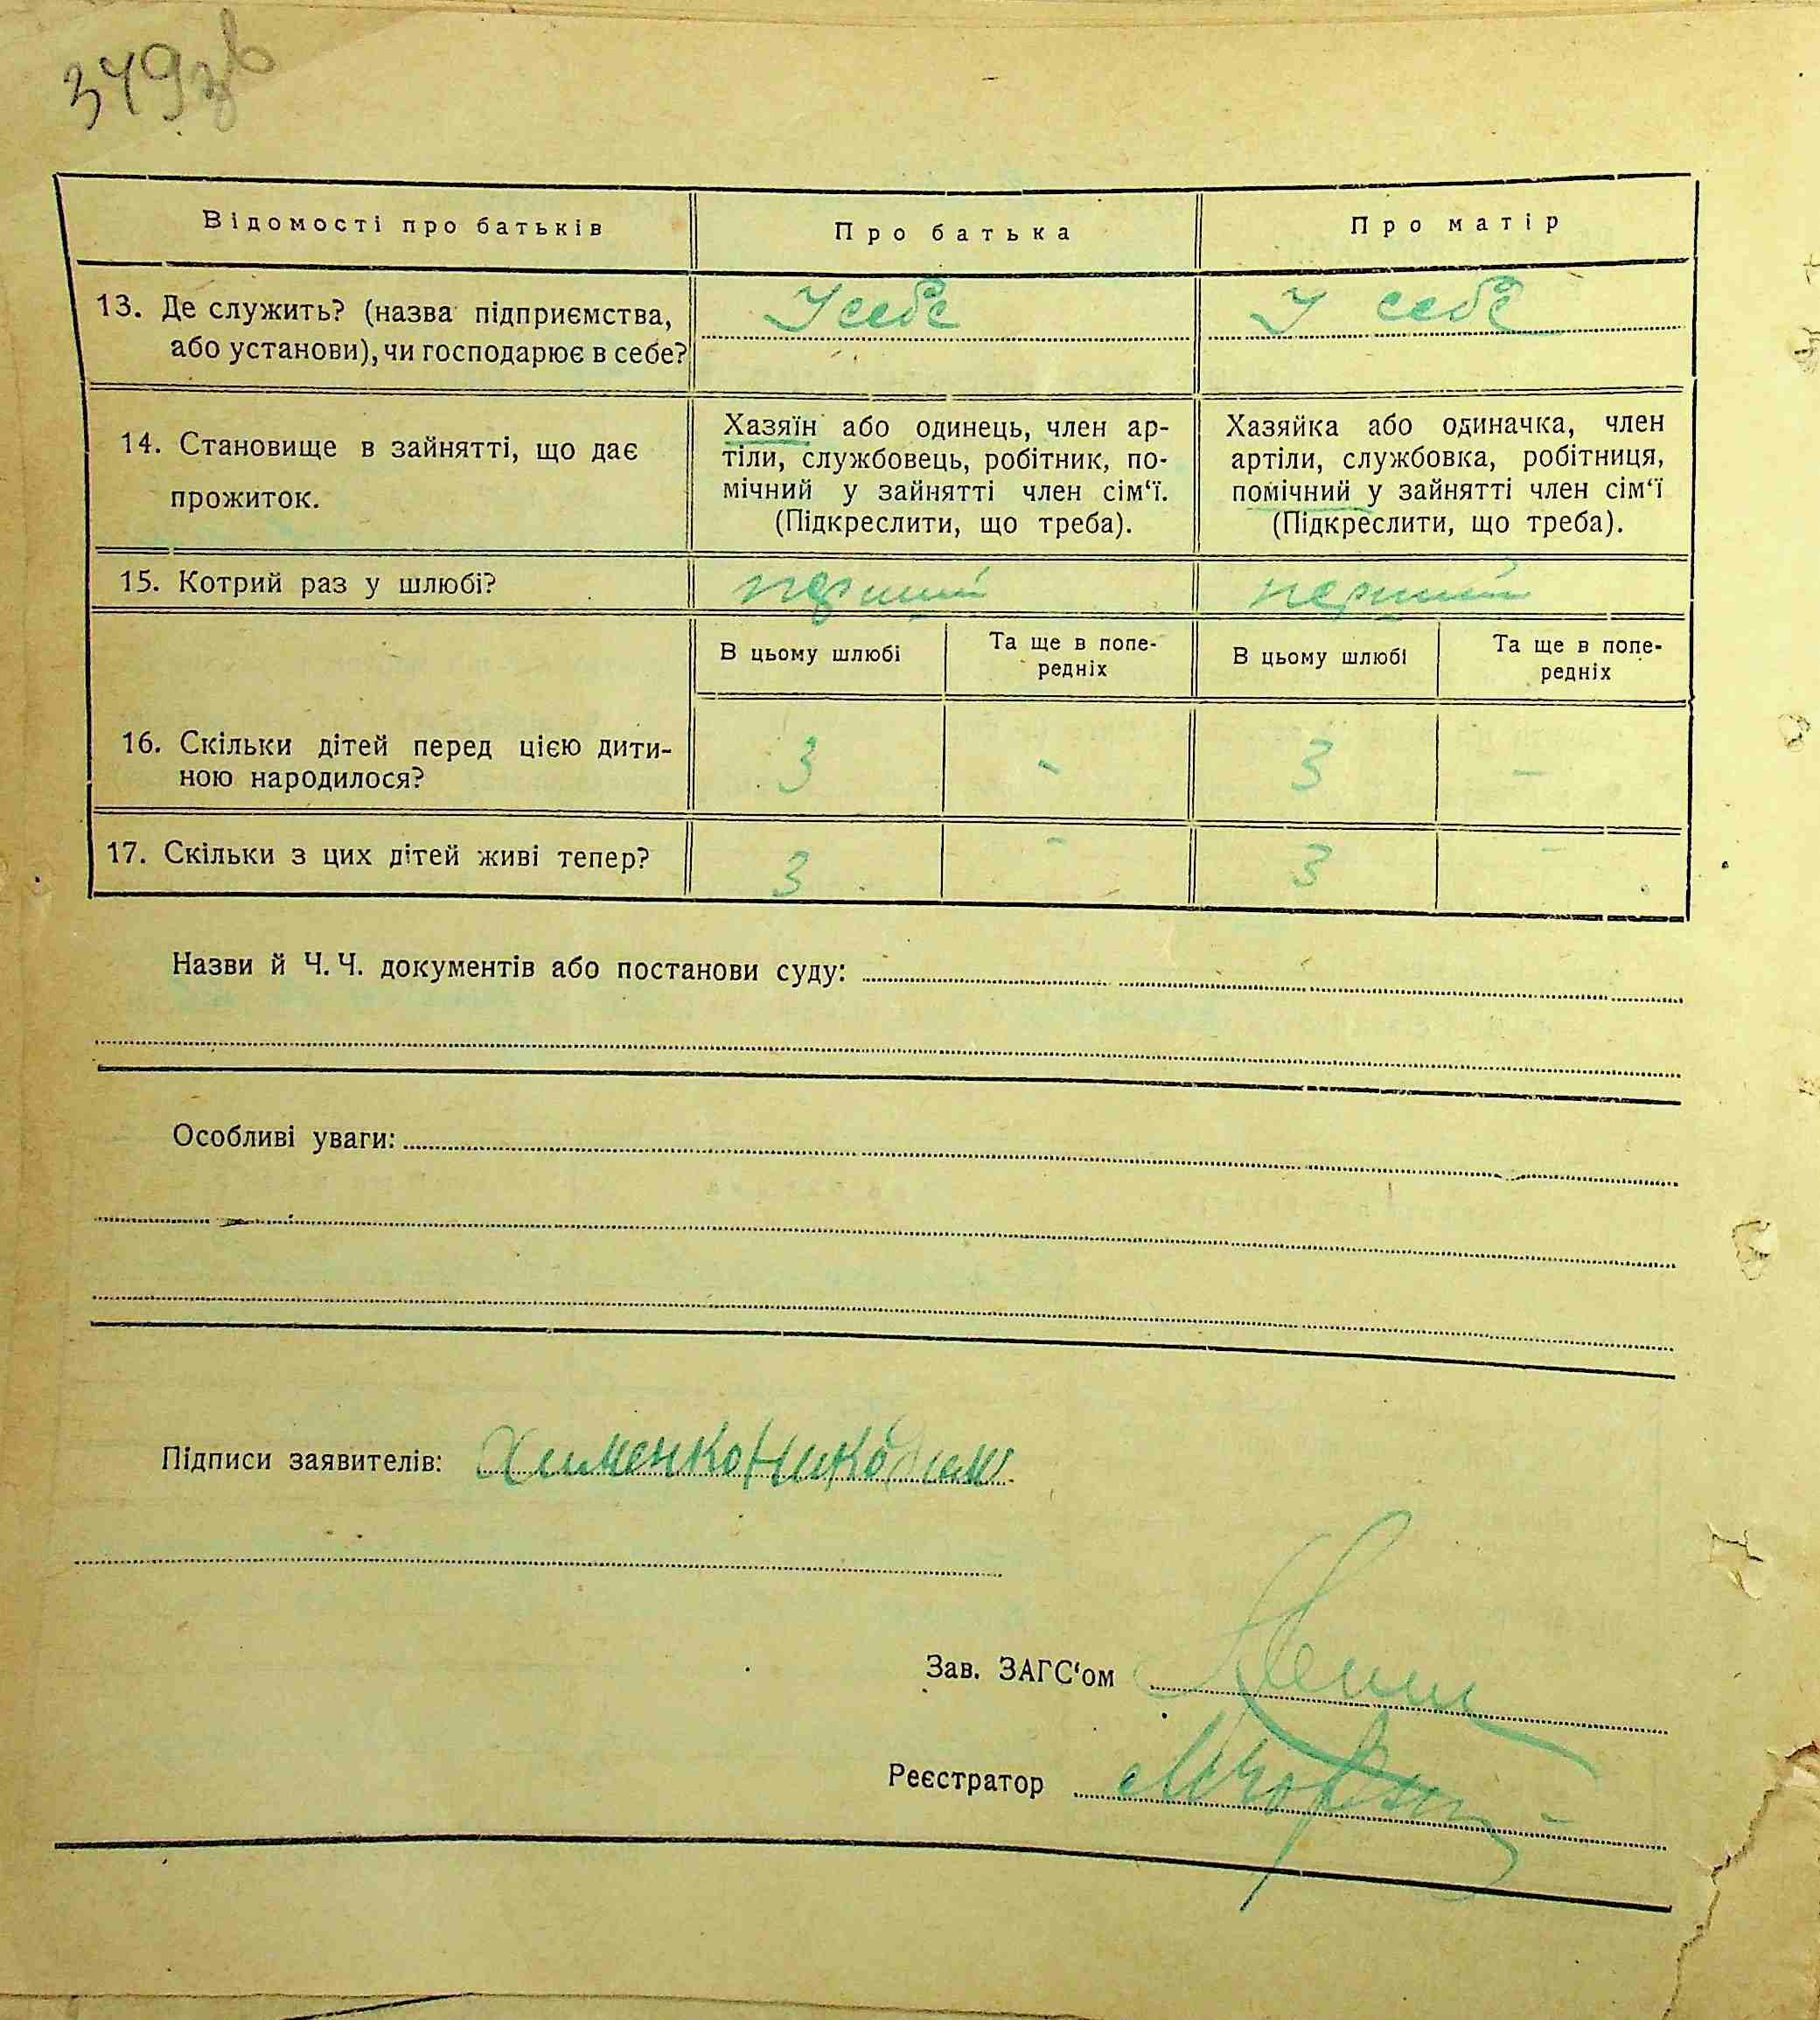 349зв
Відомості про батьків
Про батька
Про матір
13. Де служить? (назва підприємства,
або установи), чи господарює в себе?
У себе
У себе
14. Становище в зайнятті, що дає
прожиток.
Хазяїн або одинець, член ар-
тіли, службовець, робітник, по-
мічний у зайнятті член сім‘ї.
(Підкреслити, що треба).
Хазяйка або одиначка, член
артіли, службовка, робітниця,
помічний у зайнятті член сім‘ї
(Підкреслити, що треба).
15. Котрий раз у шлюбі?
перший
перший
В цьому шлюбі
Та ще в попе-
редніх
В цьому шлюбі
Та ще в попе-
редніх
16. Скільки дітей перед цією дити-
ною народилося?
3
-
3
-
17. Скільки з цих дітей живі тепер?
3
-
3
-
Назви й Ч. Ч. документів або постанови суду:
Особливі уваги:
Підписи заявителів: Хименко
Зав. ЗАГС‘ом
Реєстратор